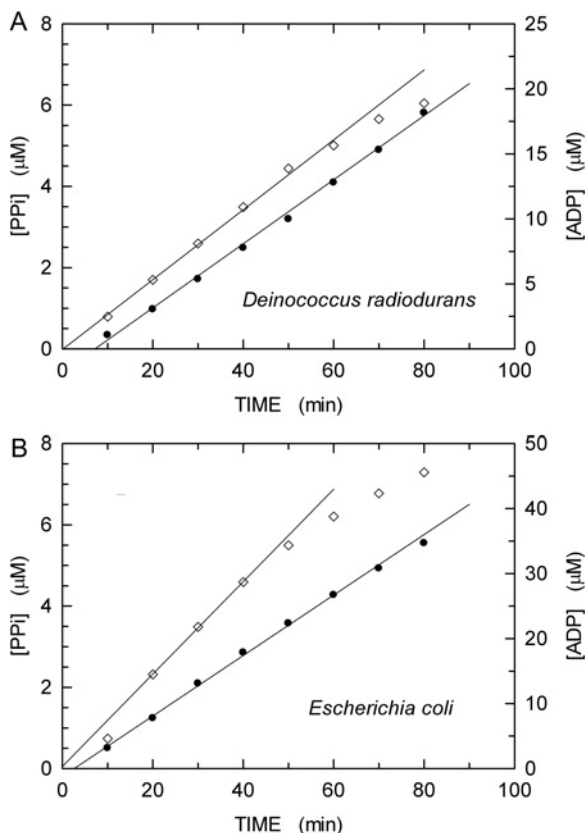 A
8
6
4
2
0
[PPi] (μM)
25
20
15
10
5
0
[ADP] (μM)
Deinococcus radiodurans
0 20 40 60 80 100
TIME (min)
B
8
6
4
2
0
[PPi] (μM)
50
40
30
20
10
0
[ADP] (μM)
Escherichia coli
0 20 40 60 80 100
TIME (min)